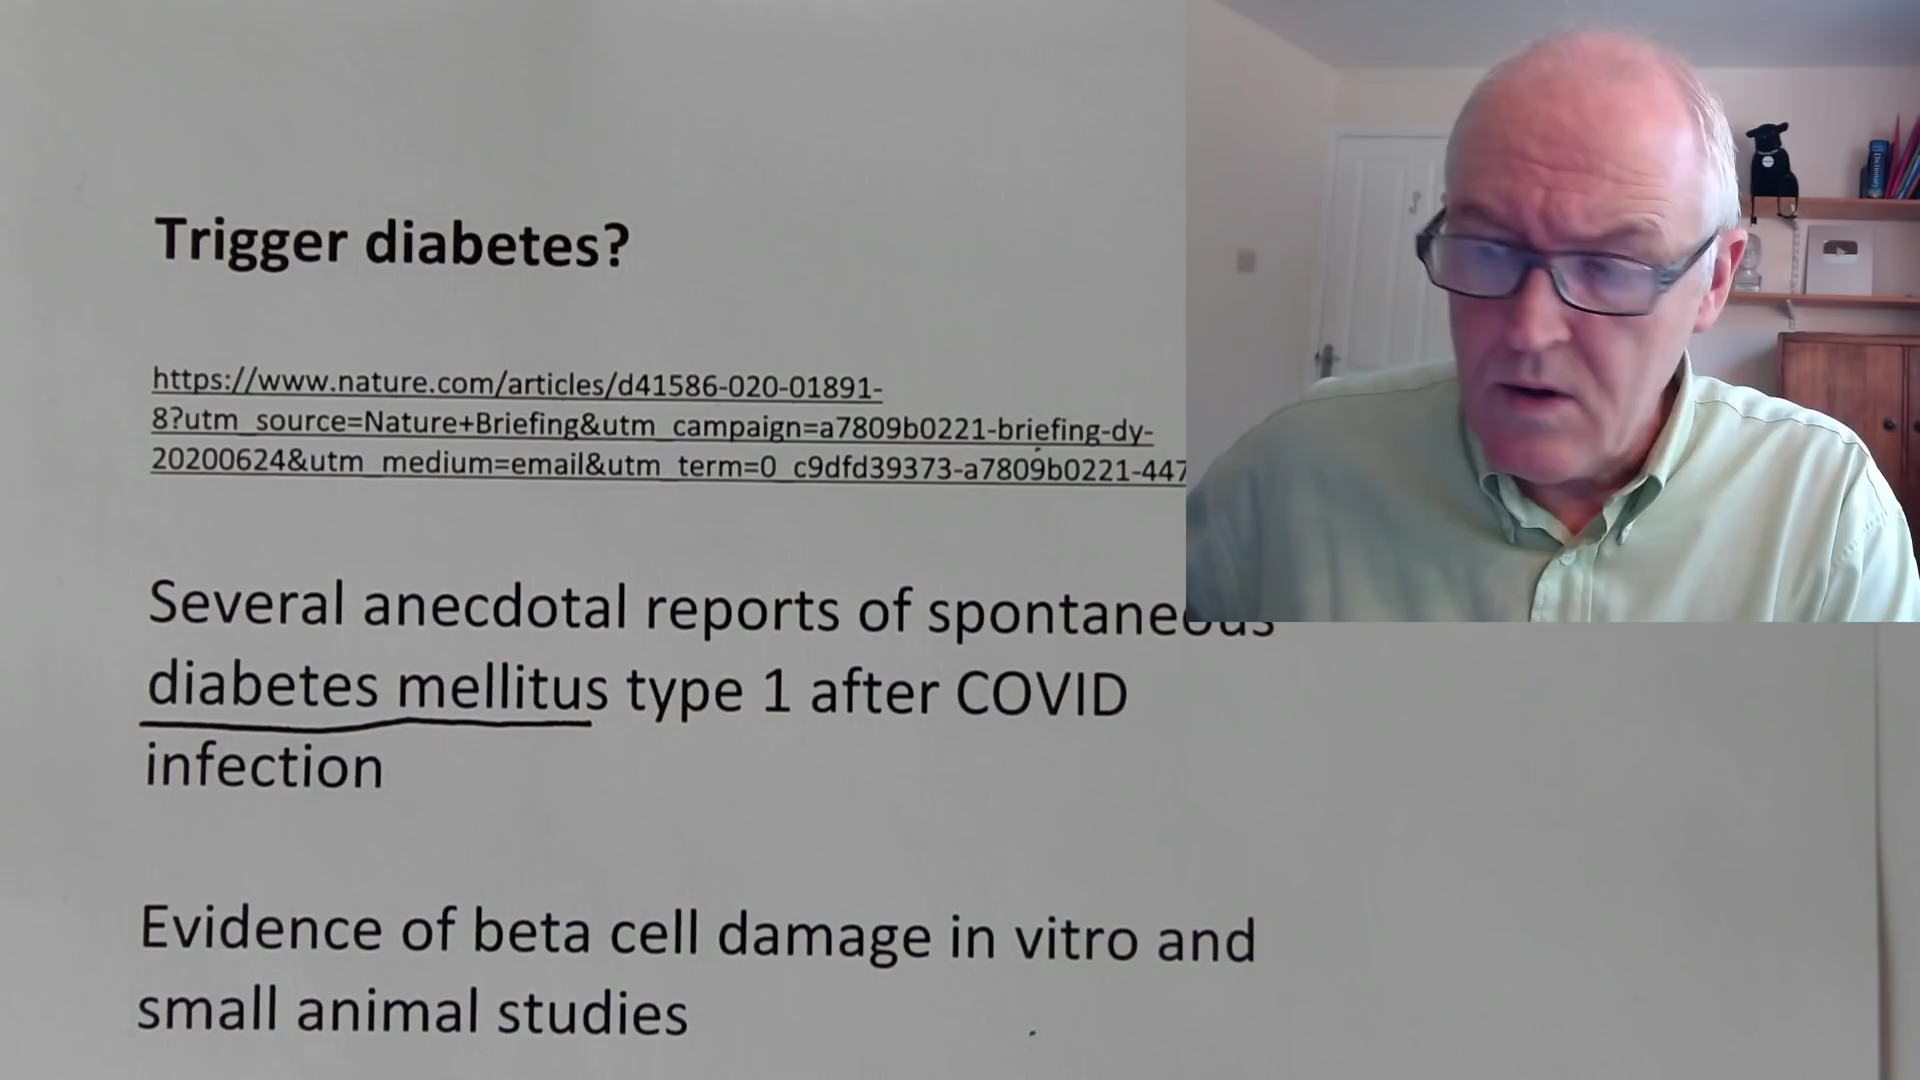 Trigger diabetes?
https://www.nature.com/articles/d41586-020-01891-
8?utm_source=Nature+Briefing&utm_campaign=a7809b0221-briefing-dy-
20200624&utm_medium=email&utm_term=0_c9dfd39373-a7809b0221-447
Several anecdotal reports of spontaneous
diabetes mellitus type 1 after COVID
infection
Evidence of beta cell damage in vitro and
small animal studies
Dictionary